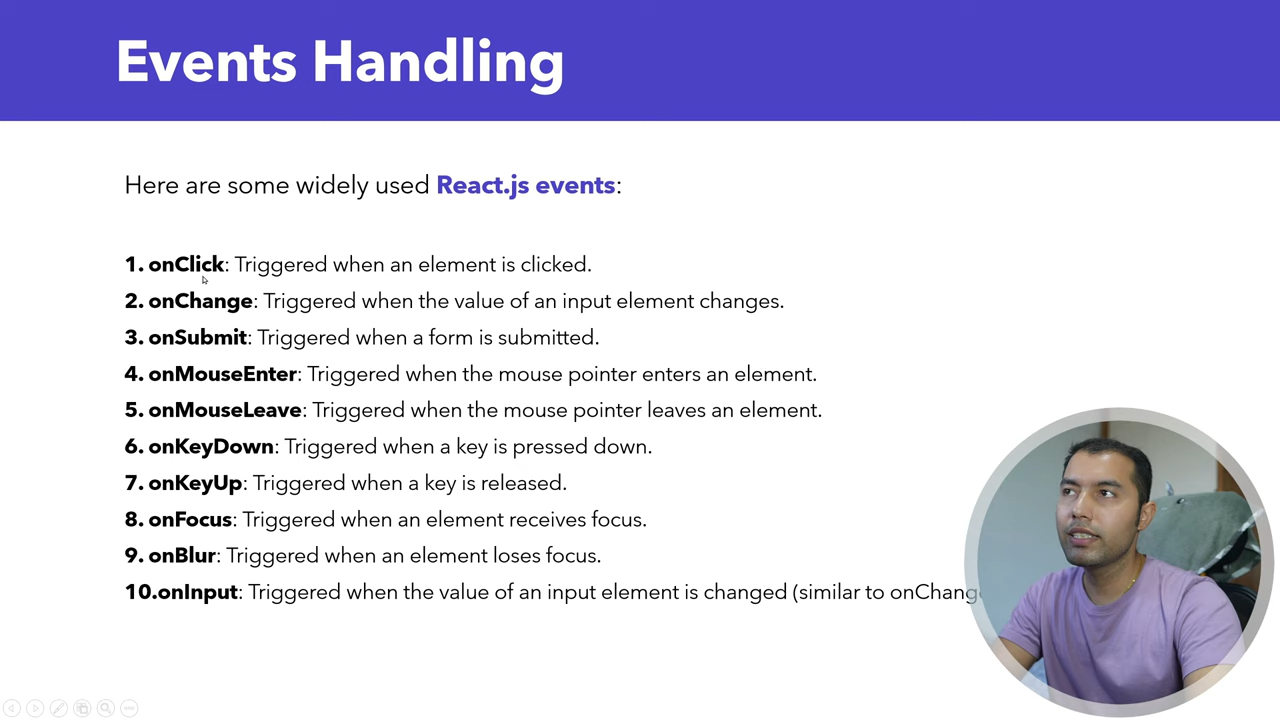 Events Handling
Here are some widely used React.js events:
1. onClick: Triggered when an element is clicked.
2. onChange: Triggered when the value of an input element changes.
3. onSubmit: Triggered when a form is submitted.
4. onMouseEnter: Triggered when the mouse pointer enters an element.
5. onMouseLeave: Triggered when the mouse pointer leaves an element.
6. onKeyDown: Triggered when a key is pressed down.
7. onKeyUp: Triggered when a key is released.
8. onFocus: Triggered when an element receives focus.
9. onBlur: Triggered when an element loses focus.
10.onInput: Triggered when the value of an input element is changed (similar to